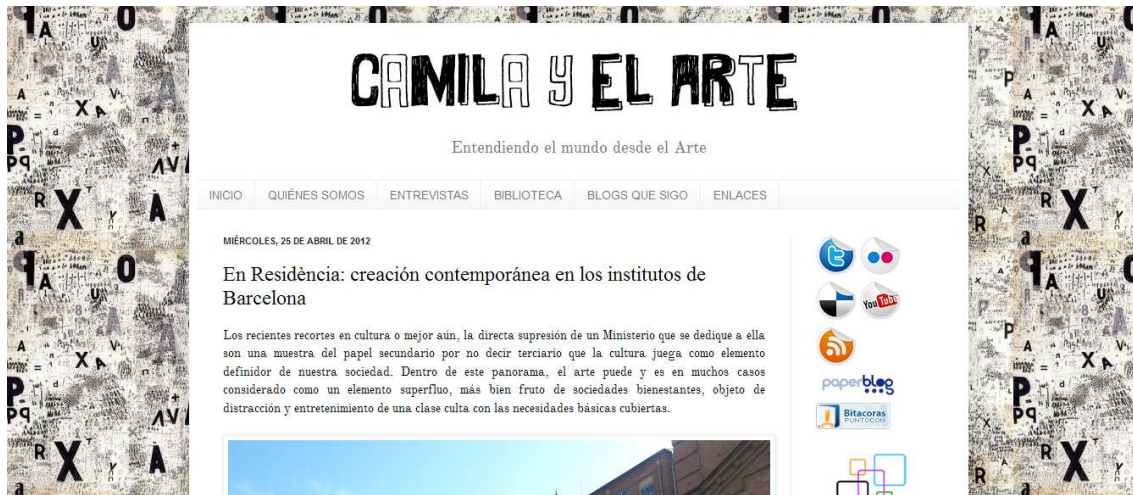 CAMILA Y EL ARTE
Entendiendo el mundo desde el Arte
INICIO QUIÉNES SOMOS ENTREVISTAS BIBLIOTECA BLOGS QUE SIGO ENLACES
MIÉRCOLES, 25 DE ABRIL DE 2012
En Residència: creación contemporánea en los institutos de
Barcelona
Los recientes recortes en cultura o mejor aún, la directa supresión de un Ministerio que se dedique a ella
son una muestra del papel secundario por no decir terciario que la cultura juega como elemento
definidor de nuestra sociedad. Dentro de este panorama, el arte puede y es en muchos casos
considerado como un elemento superfluo, más bien fruto de sociedades bienestantes, objeto de
distracción y entretenimiento de una clase culta con las necesidades básicas cubiertas.
You Tube
paperblog
Bitacoras
PUNTOCOM